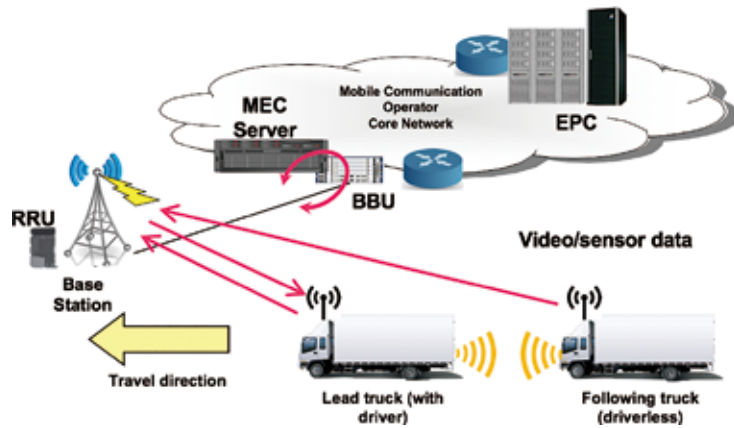 Mobile Communication
Operator
Core Network
EPC
MEC
Server
BBU
RRU
Base
Station
Video/sensor data
Travel direction
Lead truck (with
driver)
Following truck
(driverless)